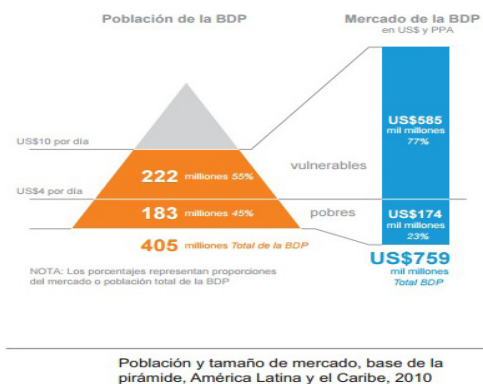 Población de la BDP
Mercado de la BDP
en US$ y PPA
US$10 por día
US$4 por día
222 millones 55%
183 millones 45%
405 millones Total de la BDP
vulnerables
pobres
US$585
mil millones
77%
US$174
mil millones
23%
US$759
mil millones
Total BDP
NOTA: Los porcentajes representan proporciones
del mercado o población total de la BDP
Población y tamaño de mercado, base de la
pirámide, América Latina y el Caribe, 2010